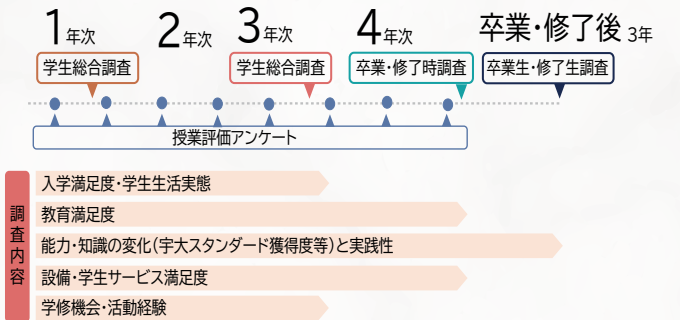 1年次
2年次
3年次
4年次
卒業・修了後 3年
学生総合調査
学生総合調査
卒業・修了時調査
卒業生・修了生調査
授業評価アンケート
調査内容
入学満足度・学生生活実態
教育満足度
能力・知識の変化(宇大スタンダード獲得度等)と実践性
設備・学生サービス満足度
学修機会・活動経験